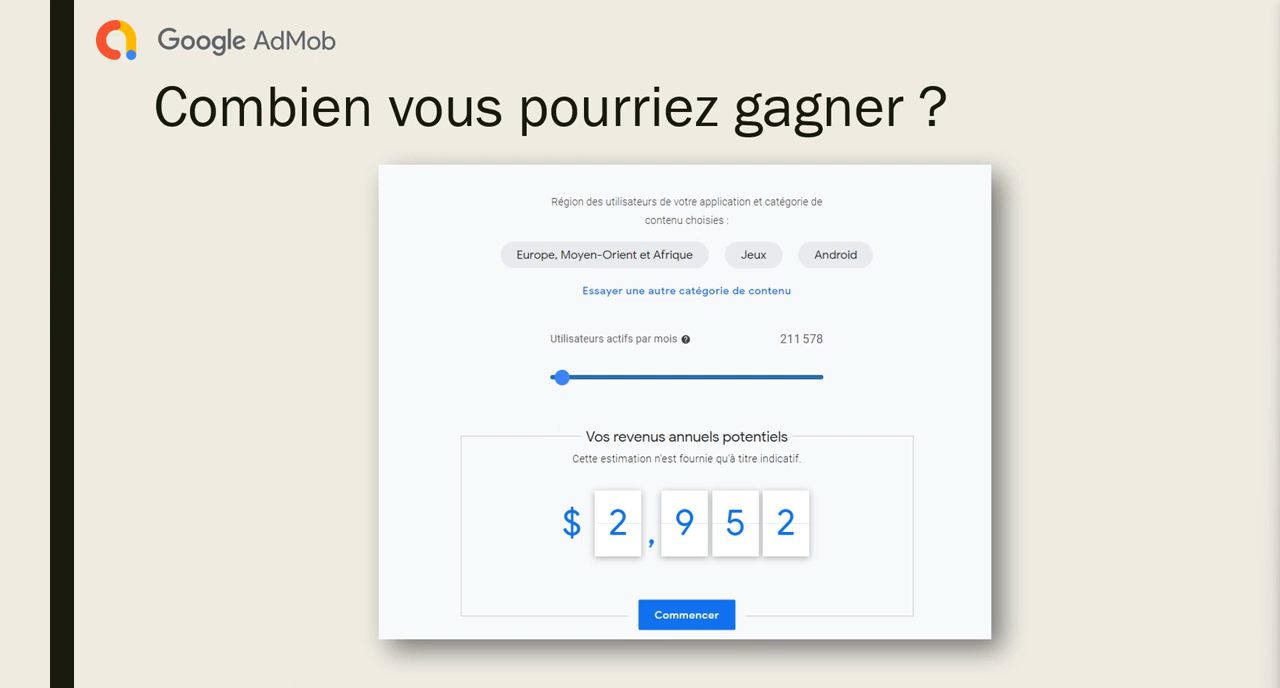 Google AdMob
Combien vous pourriez gagner ?
Région des utilisateurs de votre application et catégorie de
contenu choisies :
Europe, Moyen-Orient et Afrique Jeux Android
Essayer une autre catégorie de contenu
Utilisateurs actifs par mois ? 211 578
Vos revenus annuels potentiels
Cette estimation n'est fournie qu'à titre indicatif.
$ 2,952
Commencer